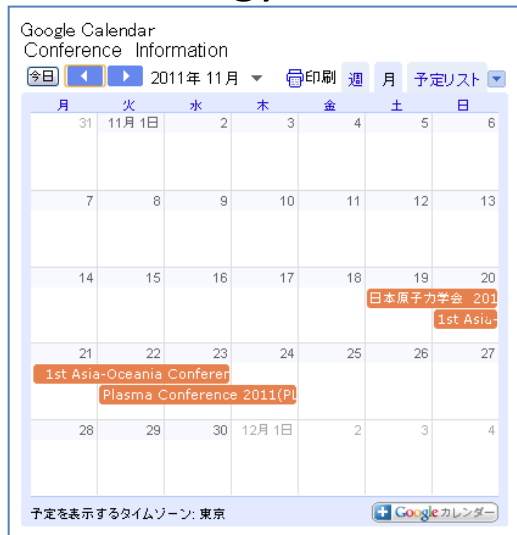 Google Calendar
Conference Information
今日 2011年 11月 印刷 週 月 予定リスト
月 火 水 木 金 土 日
31 11月 1日 2 3 4 5 6
7 8 9 10 11 12 13
14 15 16 17 18 19 20
日本原子力学会 201
1st Asia-
21 22 23 24 25 26 27
1st Asia-Oceania Conferen
Plasma Conference 2011(PL
28 29 30 12月 1日 2 3 4
予定を表示するタイムゾーン: 東京
Google カレンダー